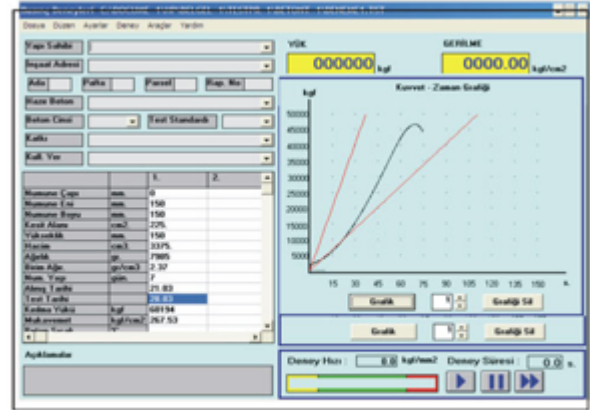 Dosya Düzen Ayarlar Deney Araçlar Yardım
Yapı Sahibi
İnşaat Adresi
Ada Pafta Parsel Rap. No
Hazır Beton
Beton Cinsi Test Standardı
Katkı
Kull. Yer
1. 2.
Numune Çapı mm. 0
Numune Eni mm. 150
Numune Boyu mm. 150
Kesit Alanı cm2. 225.
Yükseklik mm. 150
Hacim cm3. 3375.
Ağırlık gr. 7985
Birim Ağır. gr/cm3 2.37
Num. Yaşı gün. 7
Alınış Tarihi 21.03
Test Tarihi 28.03
Kırılma Yükü kgf 60194
Mukavemet kgf/cm2 267.53
Açıklamalar
YÜK GERİLME
000000 kgf 0000.00 kgf/cm2
Kuvvet - Zaman Grafiği
kgf
50000
45000
40000
35000
30000
25000
20000
15000
10000
5000
15 30 45 60 75 90 105 120 135 150 s.
Grafik 1 Grafiği Sil
Grafik 1 Grafiği Sil
Deney Hızı : 0.0 kgf/mm2 Deney Süresi : 0.0 s.